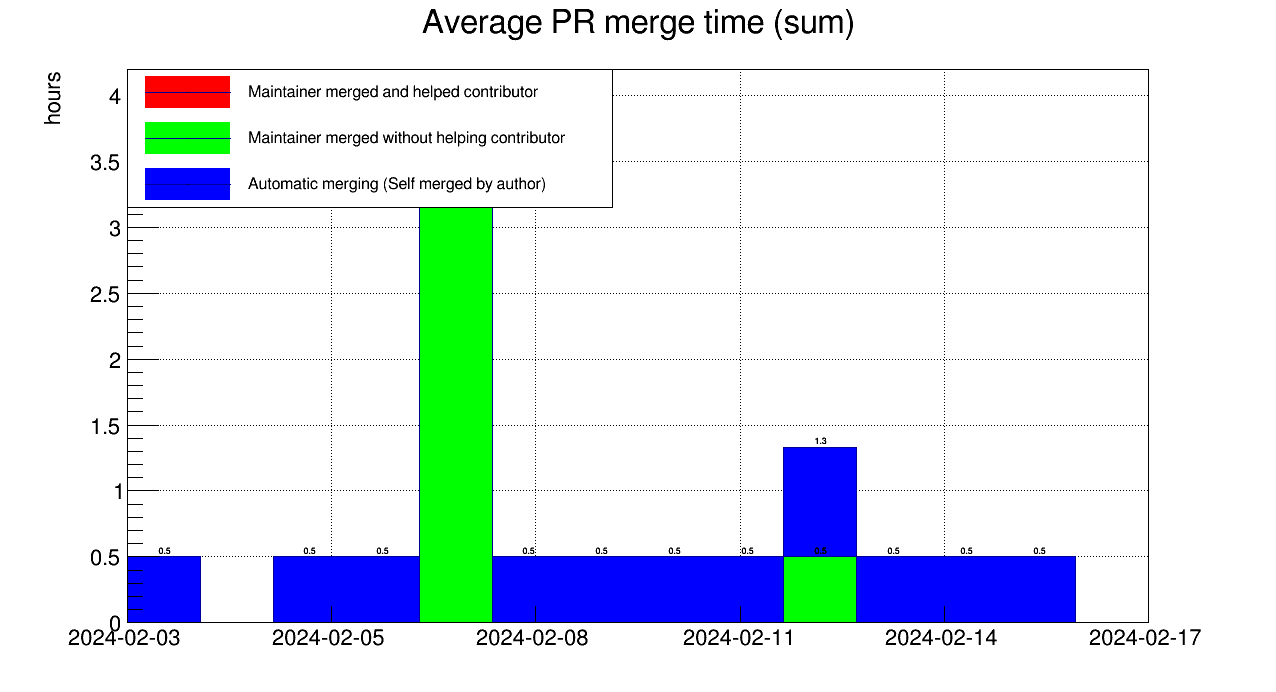 Average PR merge time (sum)
hours
Maintainer merged and helped contributor
Maintainer merged without helping contributor
Automatic merging (Self merged by author)
4
3.5
3
2.5
2
1.5
1
0.5
0
1.3
0.5 0.5 0.5 0.5 0.5 0.5 0.5 0.5 0.5 0.5 0.5
2024-02-03 2024-02-05 2024-02-08 2024-02-11 2024-02-14 2024-02-17